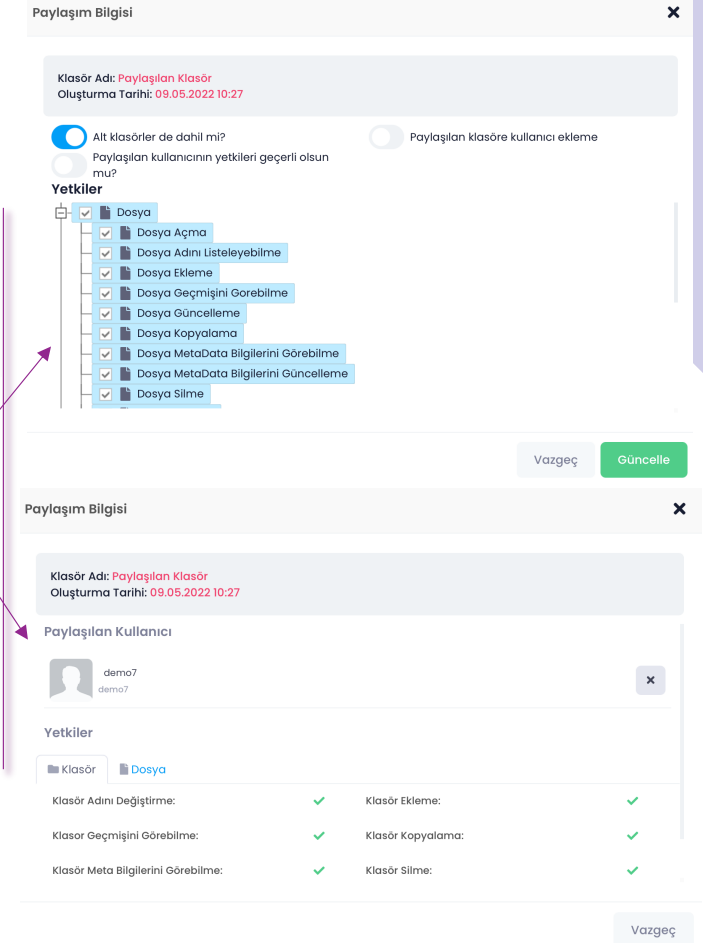 Paylaşım Bilgisi
Klasör Adı: Paylaşılan Klasör
Oluşturma Tarihi: 09.05.2022 10:27
Alt klasörler de dahil mi?
Paylaşılan klasöre kullanıcı ekleme
Paylaşılan kullanıcının yetkileri geçerli olsun
mu?
Yetkiler
Dosya
Dosya Açma
Dosya Adını Listeleyebilme
Dosya Ekleme
Dosya Geçmişini Gorebilme
Dosya Güncelleme
Dosya Kopyalama
Dosya MetaData Bilgilerini Görebilme
Dosya MetaData Bilgilerini Güncelleme
Dosya Silme
Vazgeç
Güncelle
Paylaşım Bilgisi
Klasör Adı: Paylaşılan Klasör
Oluşturma Tarihi: 09.05.2022 10:27
Paylaşılan Kullanıcı
demo7
demo7
Yetkiler
Klasör
Dosya
Klasör Adını Değiştirme:
Klasör Ekleme:
Klasor Geçmişini Görebilme:
Klasör Kopyalama:
Klasör Meta Bilgilerini Görebilme:
Klasör Silme:
Vazgeç